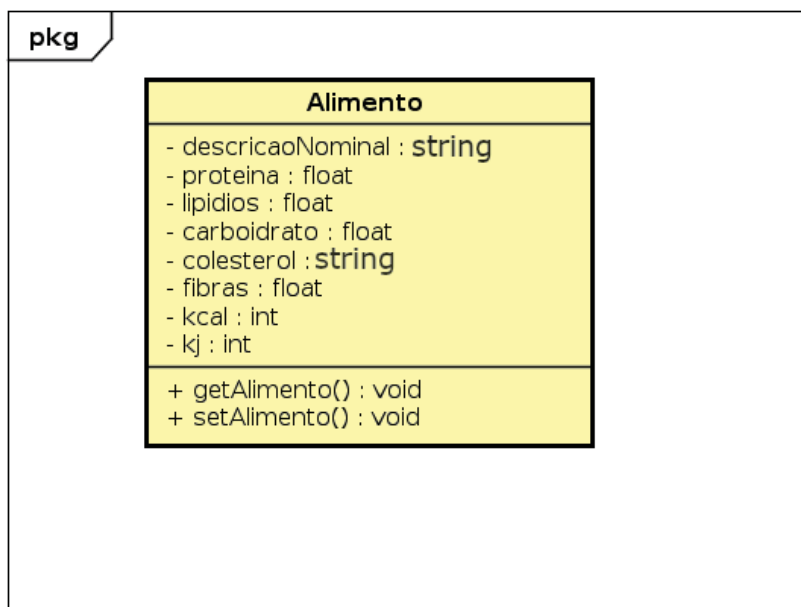 pkg
Alimento
- descricaoNominal : string
- proteina : float
- lipidios : float
- carboidrato : float
- colesterol : string
- fibras : float
- kcal : int
- kj : int
+ getAlimento() : void
+ setAlimento() : void